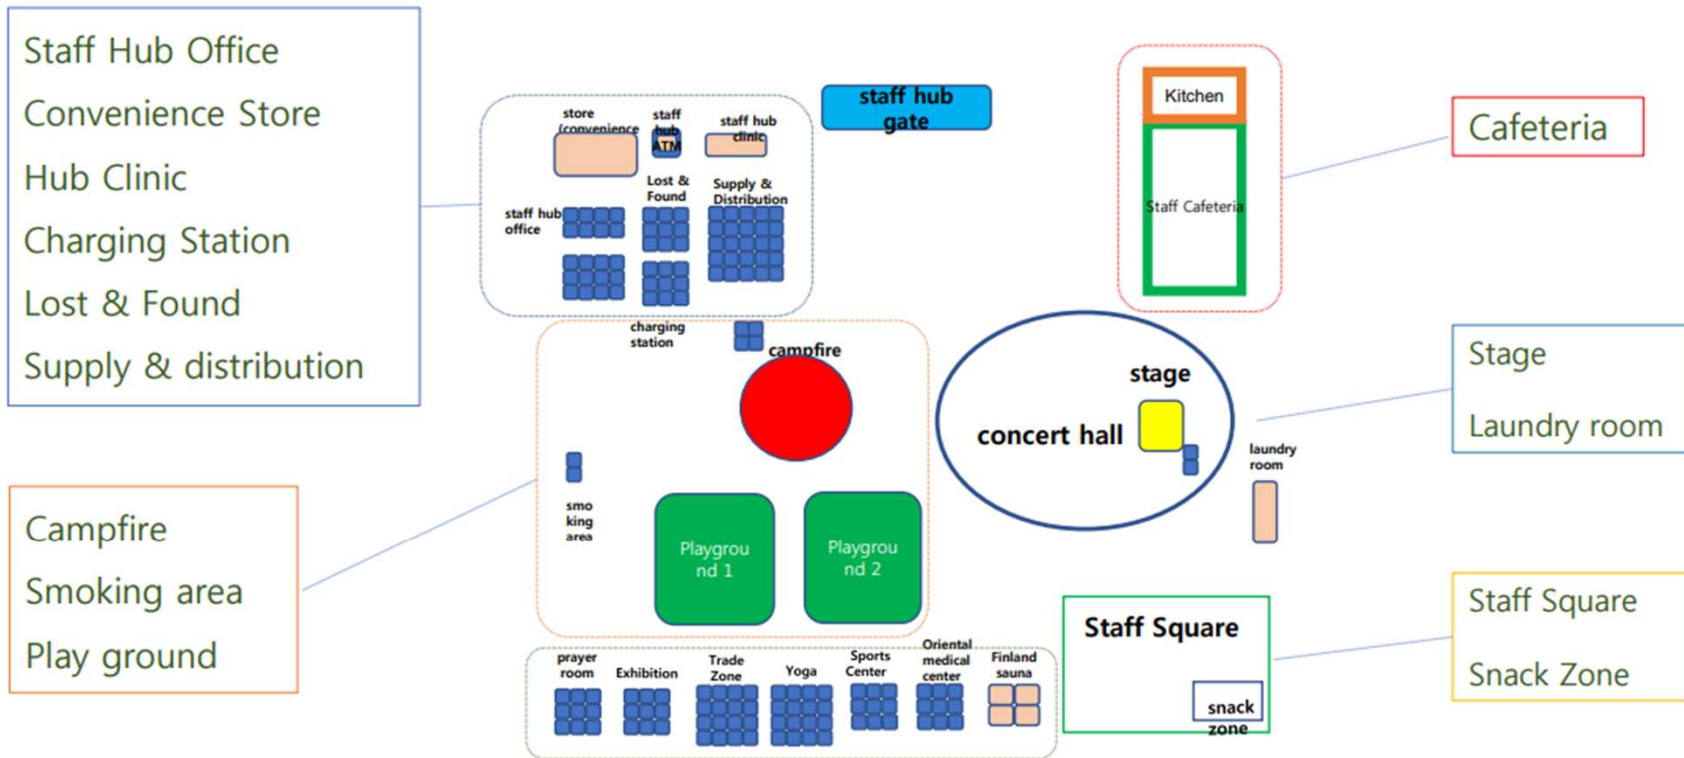 Staff Hub Office
Convenience Store
Hub Clinic
Charging Station
Lost & Found
Supply & distribution
Campfire
Smoking area
Play ground
store
(convenience
staff
hub
ATM
staff hub
clinic
staff hub
gate
Lost &
Found
Supply &
Distribution
staff hub
office
charging
station
campfire
smo
king
area
Playgrou
nd 1
Playgrou
nd 2
Kitchen
Staff Cafeteria
stage
concert hall
laundry
room
prayer
room
Exhibition
Trade
Zone
Yoga
Sports
Center
Oriental
medical
center
Finland
sauna
Staff Square
snack
zone
Cafeteria
Stage
Laundry room
Staff Square
Snack Zone